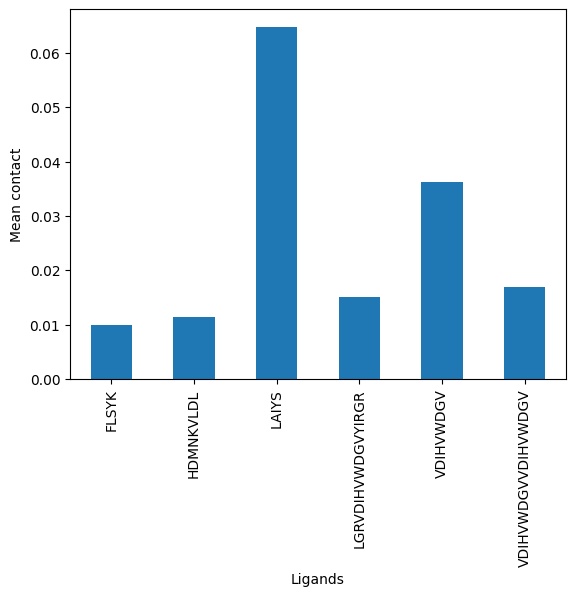 0.06
0.05
0.04
0.03
0.02
0.01
0.00
Mean contact
FLSYK
HDMNKVLDL
LAIYS
LGRVDIHVWDGVYIRGR
VDIHVWDGV
VDIHVWDGVVDIHVWDGV
Ligands